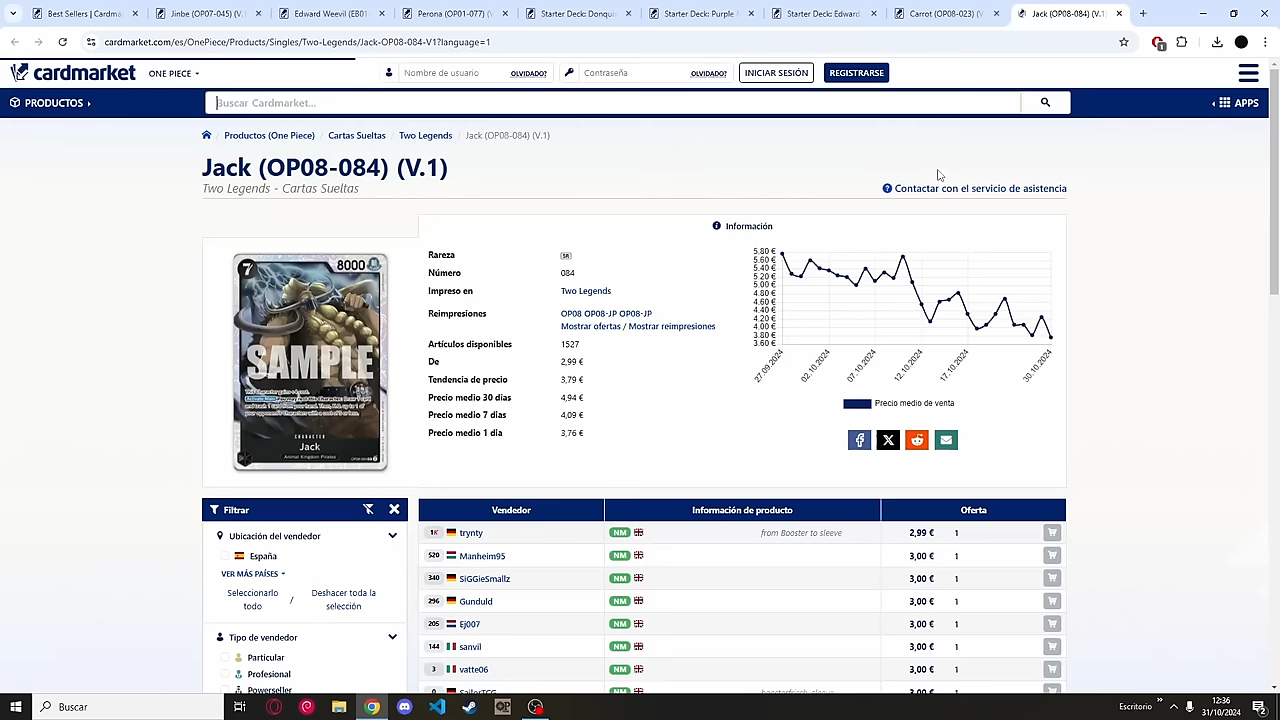 Best Sellers | Cardma
Jinbe (OP07-045) (V.
Edward Weevil (EB01
Perona (OP01-077) (
Starter Deck: Donqui
Starter Deck: Purple
Starter Deck: Edward
Carrot (OP08-023) (V
Jack (OP08-084) (V.1)
cardmarket.com/es/OnePiece/Products/Singles/Two-Legends/Jack-OP08-084-V1?language=1
cardmarket
ONE PIECE
Nombre de usuario
OLVIDADO?
Contraseña
OLVIDADO?
INICIAR SESIÓN
REGISTRARSE
PRODUCTOS
Buscar Cardmarket...
APPS
Productos (One Piece) / Cartas Sueltas / Two Legends / Jack (OP08-084) (V.1)
Jack (OP08-084) (V.1)
Two Legends - Cartas Sueltas
Contactar con el servicio de asistencia
Información
7
8000
SAMPLE
CHARACTER
Jack
Animal Kingdom Pirates
Rareza SR
Número 084
Impreso en Two Legends
Reimpresiones OP08 OP08-JP OP08-JP
Mostrar ofertas / Mostrar reimpresiones
Artículos disponibles 1527
De 2,99 €
Tendencia de precio 3,79 €
Precio medio 30 días 4,44 €
Precio medio 7 días 4,09 €
Precio medio 1 día 3,76 €
5.80 €
5.60 €
5.40 €
5.20 €
5.00 €
4.80 €
4.60 €
4.40 €
4.20 €
4.00 €
3.80 €
3.60 €
07.10.2024
12.10.2024
17.10.2024
Precio medio de venta
Filtrar
Ubicación del vendedor
España
VER MÁS PAÍSES
Seleccionarlo todo / Deshacer toda la selección
Tipo de vendedor
Particular
Profesional
Powerseller
Vendedor Información de producto Oferta
1K trynty NM from Booster to sleeve 2,99 € 1
520 Manheim95 NM 3,00 € 1
340 SiGGieSmallz NM 3,00 € 1
296 Gunduld NM 3,00 € 1
205 Ej007 NM 3,00 € 1
144 sanvil NM 3,00 € 1
3 vatte06 NM 3,00 € 1
Buscar
Escritorio
12:36
31/10/2024
2